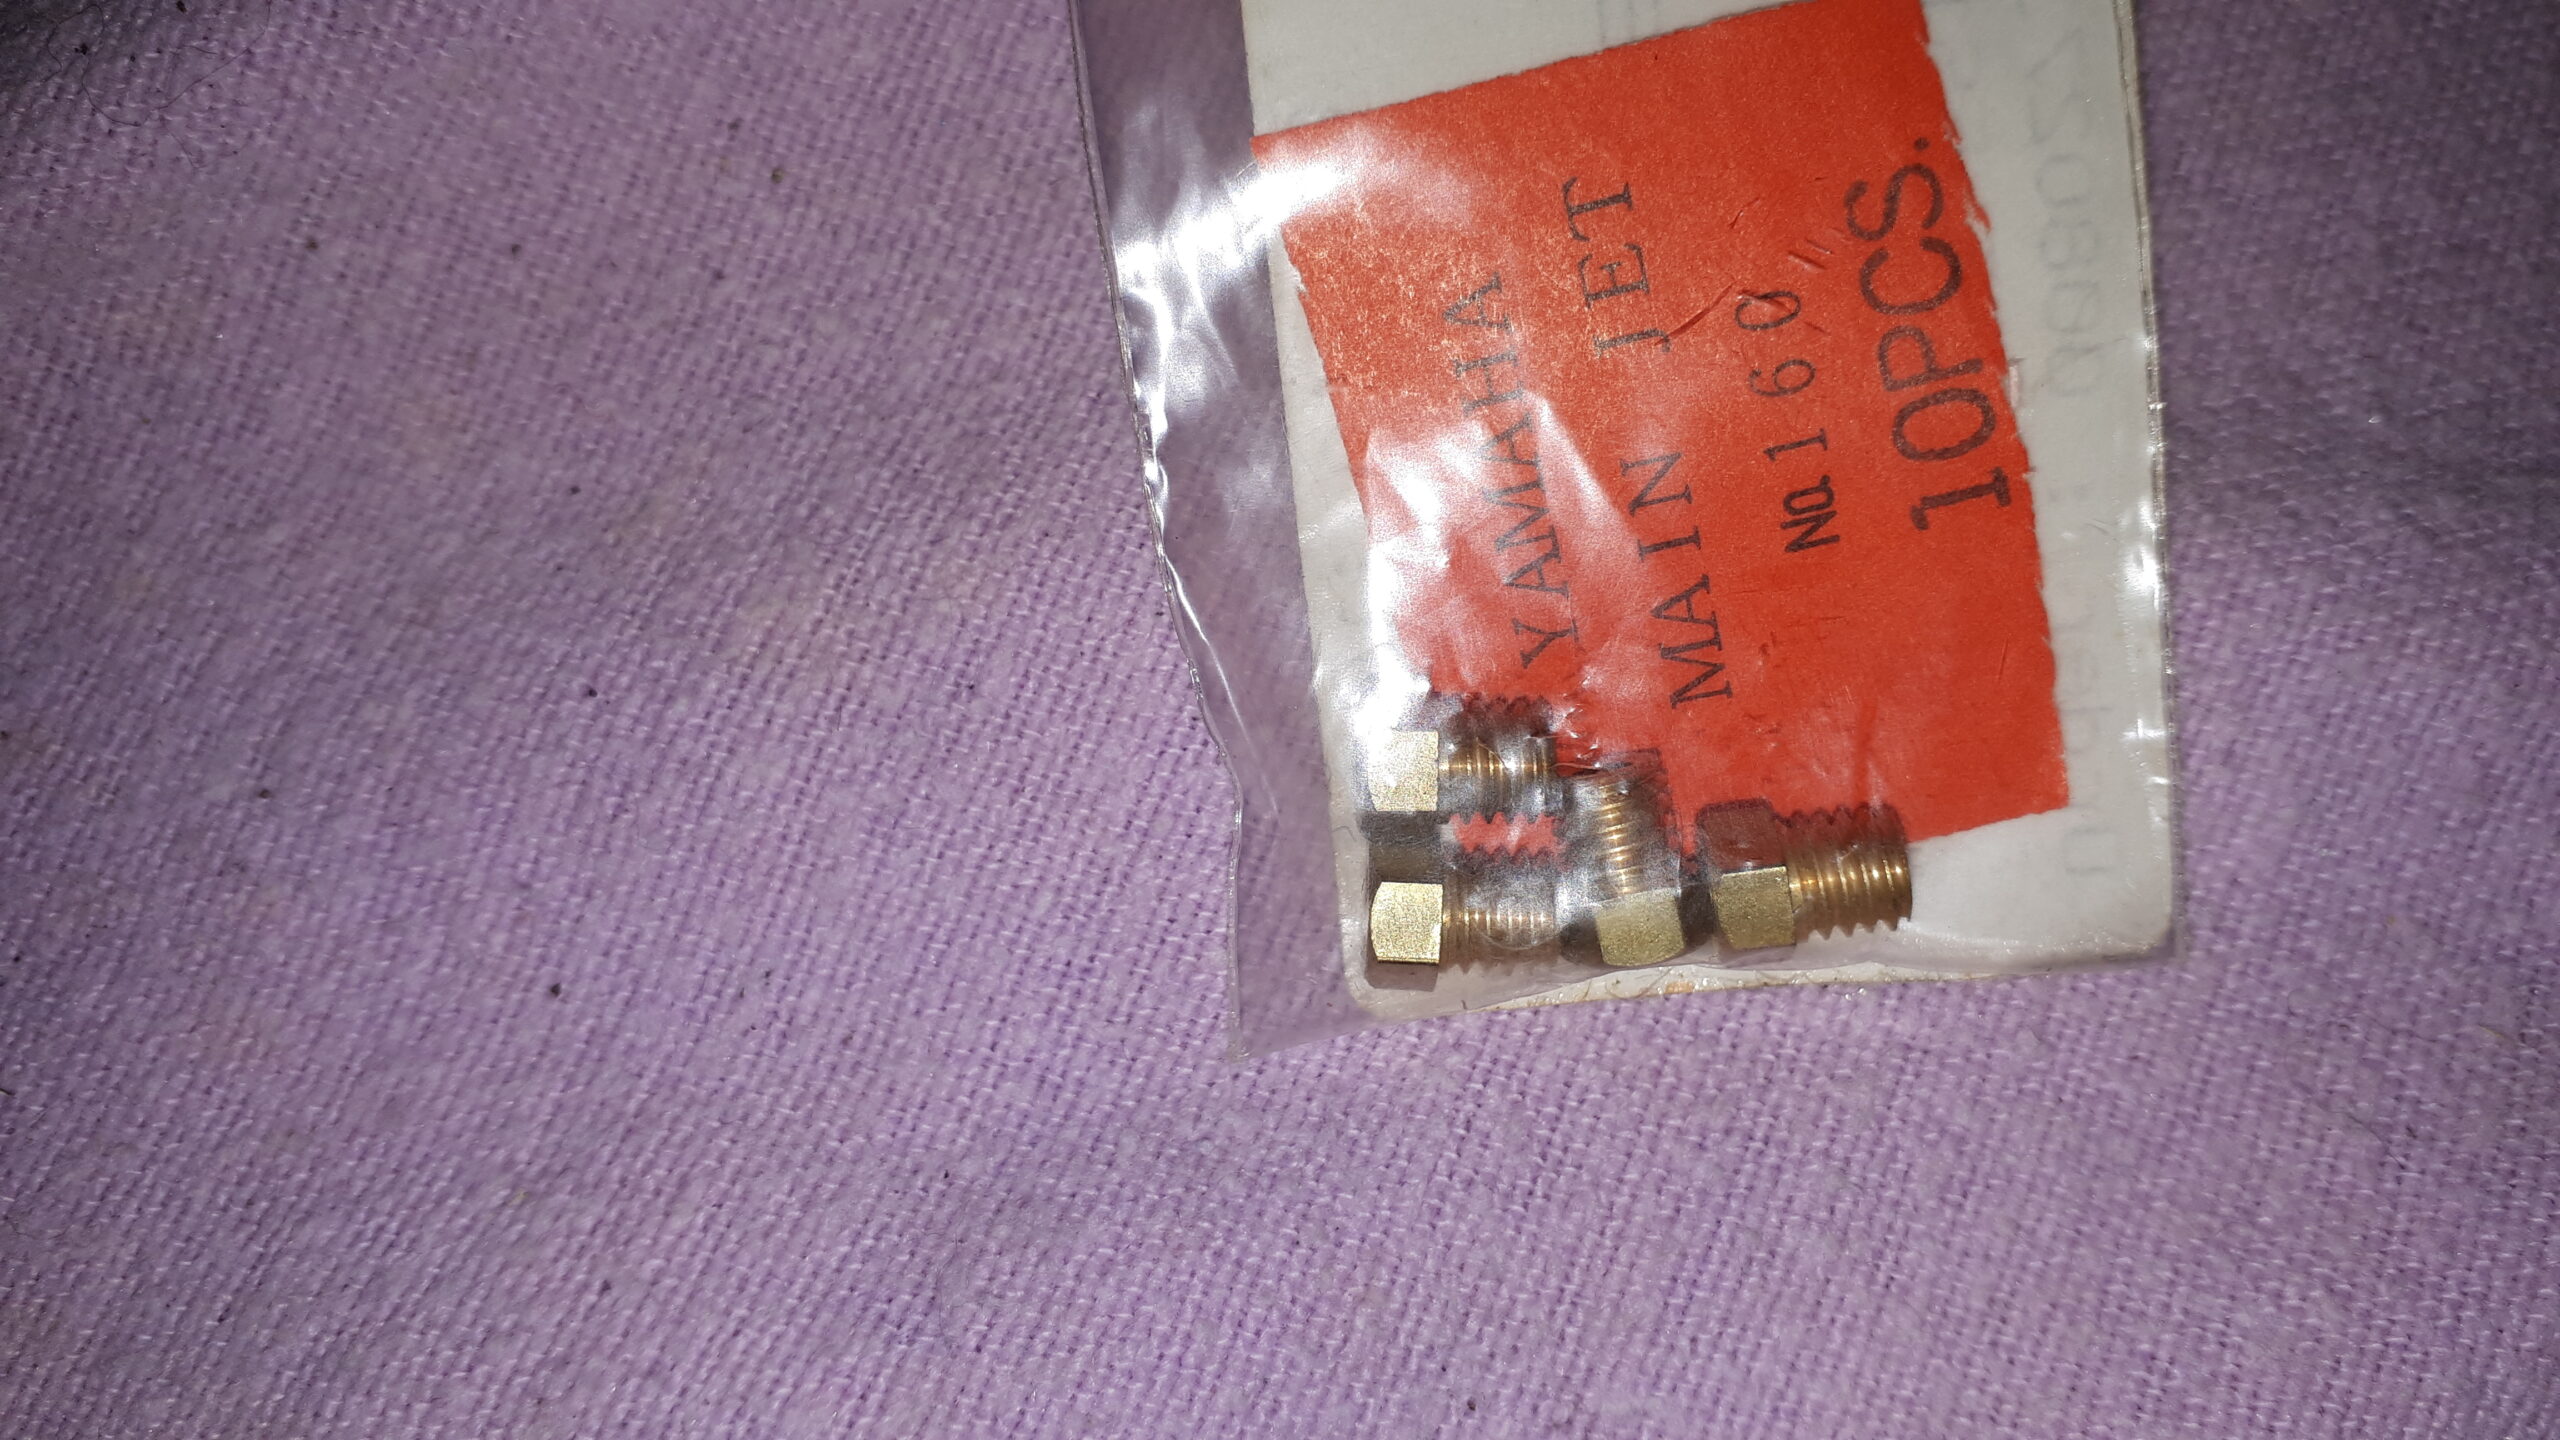 YAMAHA
MAIN JET
No.160
10PCS.